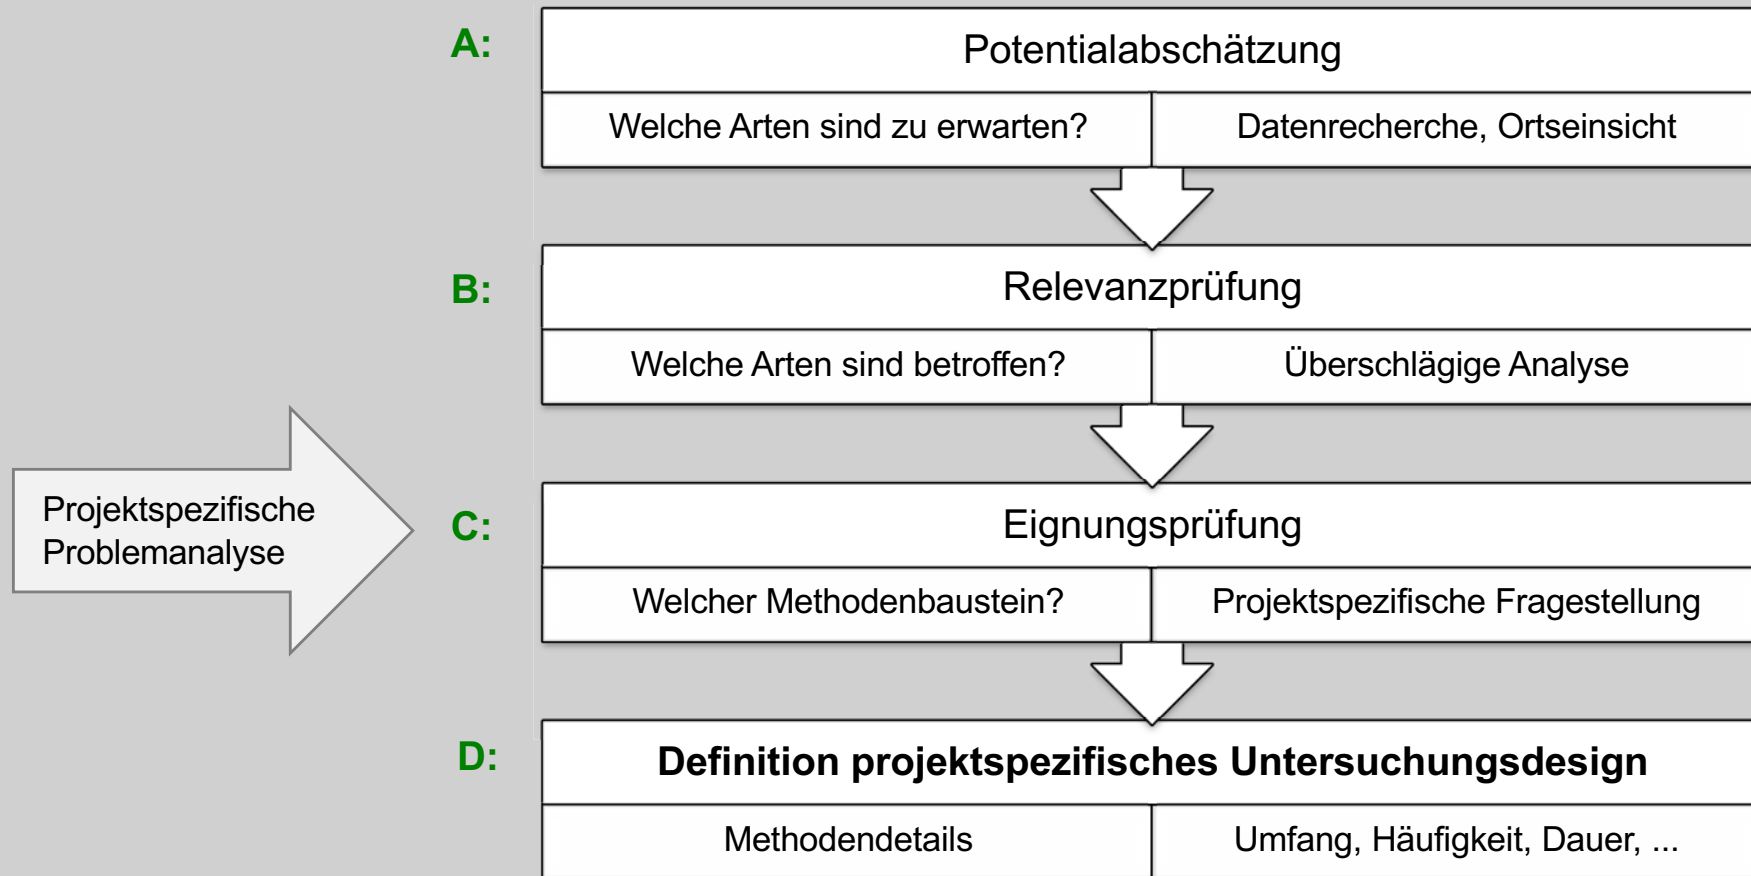 A:
Potentialabschätzung
Welche Arten sind zu erwarten?
Datenrecherche, Ortseinsicht
B:
Relevanzprüfung
Welche Arten sind betroffen?
Überschlägige Analyse
Projektspezifische
Problemanalyse
C:
Eignungsprüfung
Welcher Methodenbaustein?
Projektspezifische Fragestellung
D:
Definition projektspezifisches Untersuchungsdesign
Methodendetails
Umfang, Häufigkeit, Dauer, ...